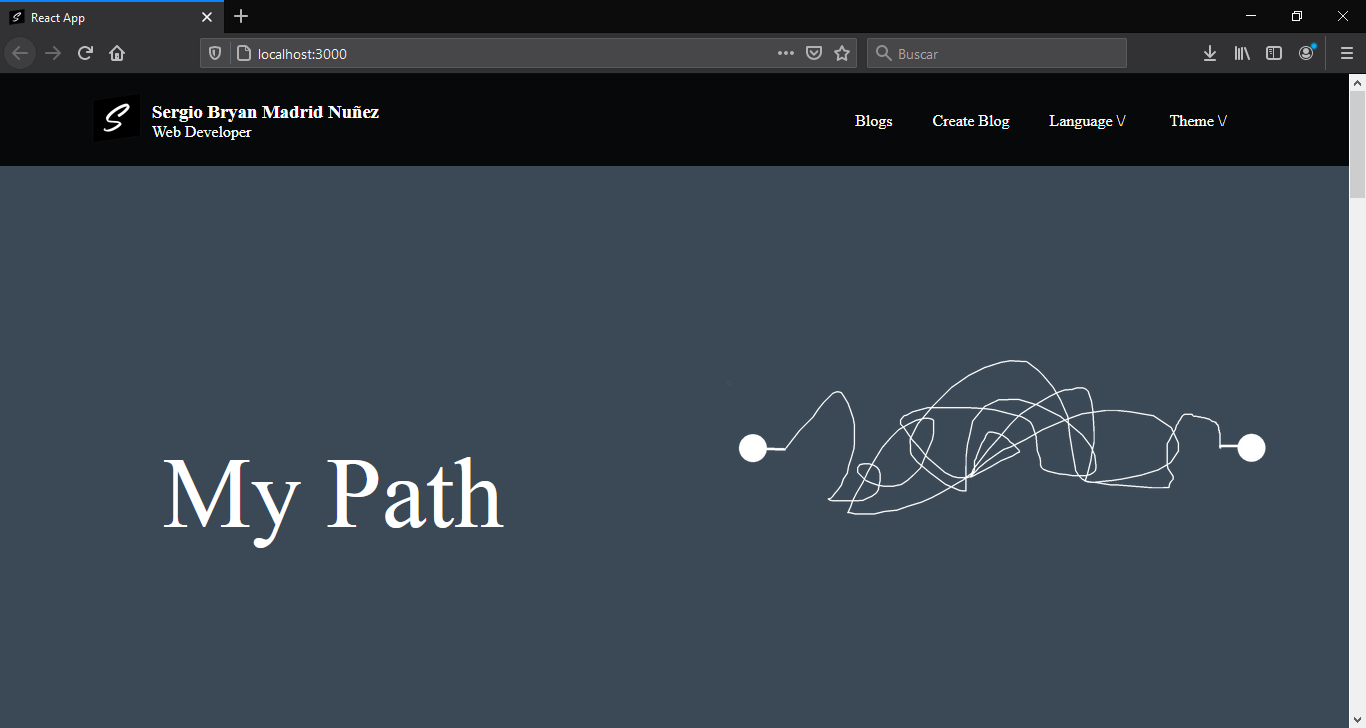 React App
localhost:3000
Buscar
S
Sergio Bryan Madrid Nuñez
Web Developer
Blogs
Create Blog
Language \/
Theme \/
My Path